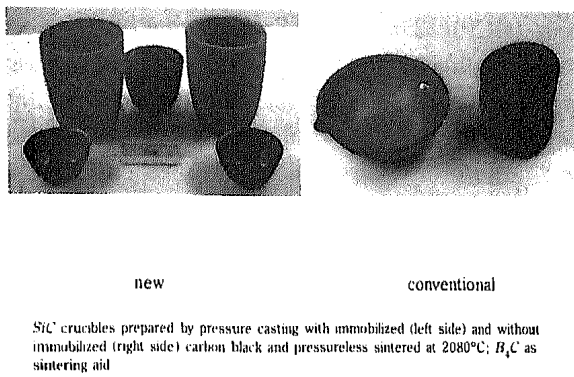 new
conventional
SiC crucibles prepared by pressure casting with immobilized (left side) and without
immobilized (right side) carbon black and pressureless sintered at 2080°C; B₄C as
sintering aid